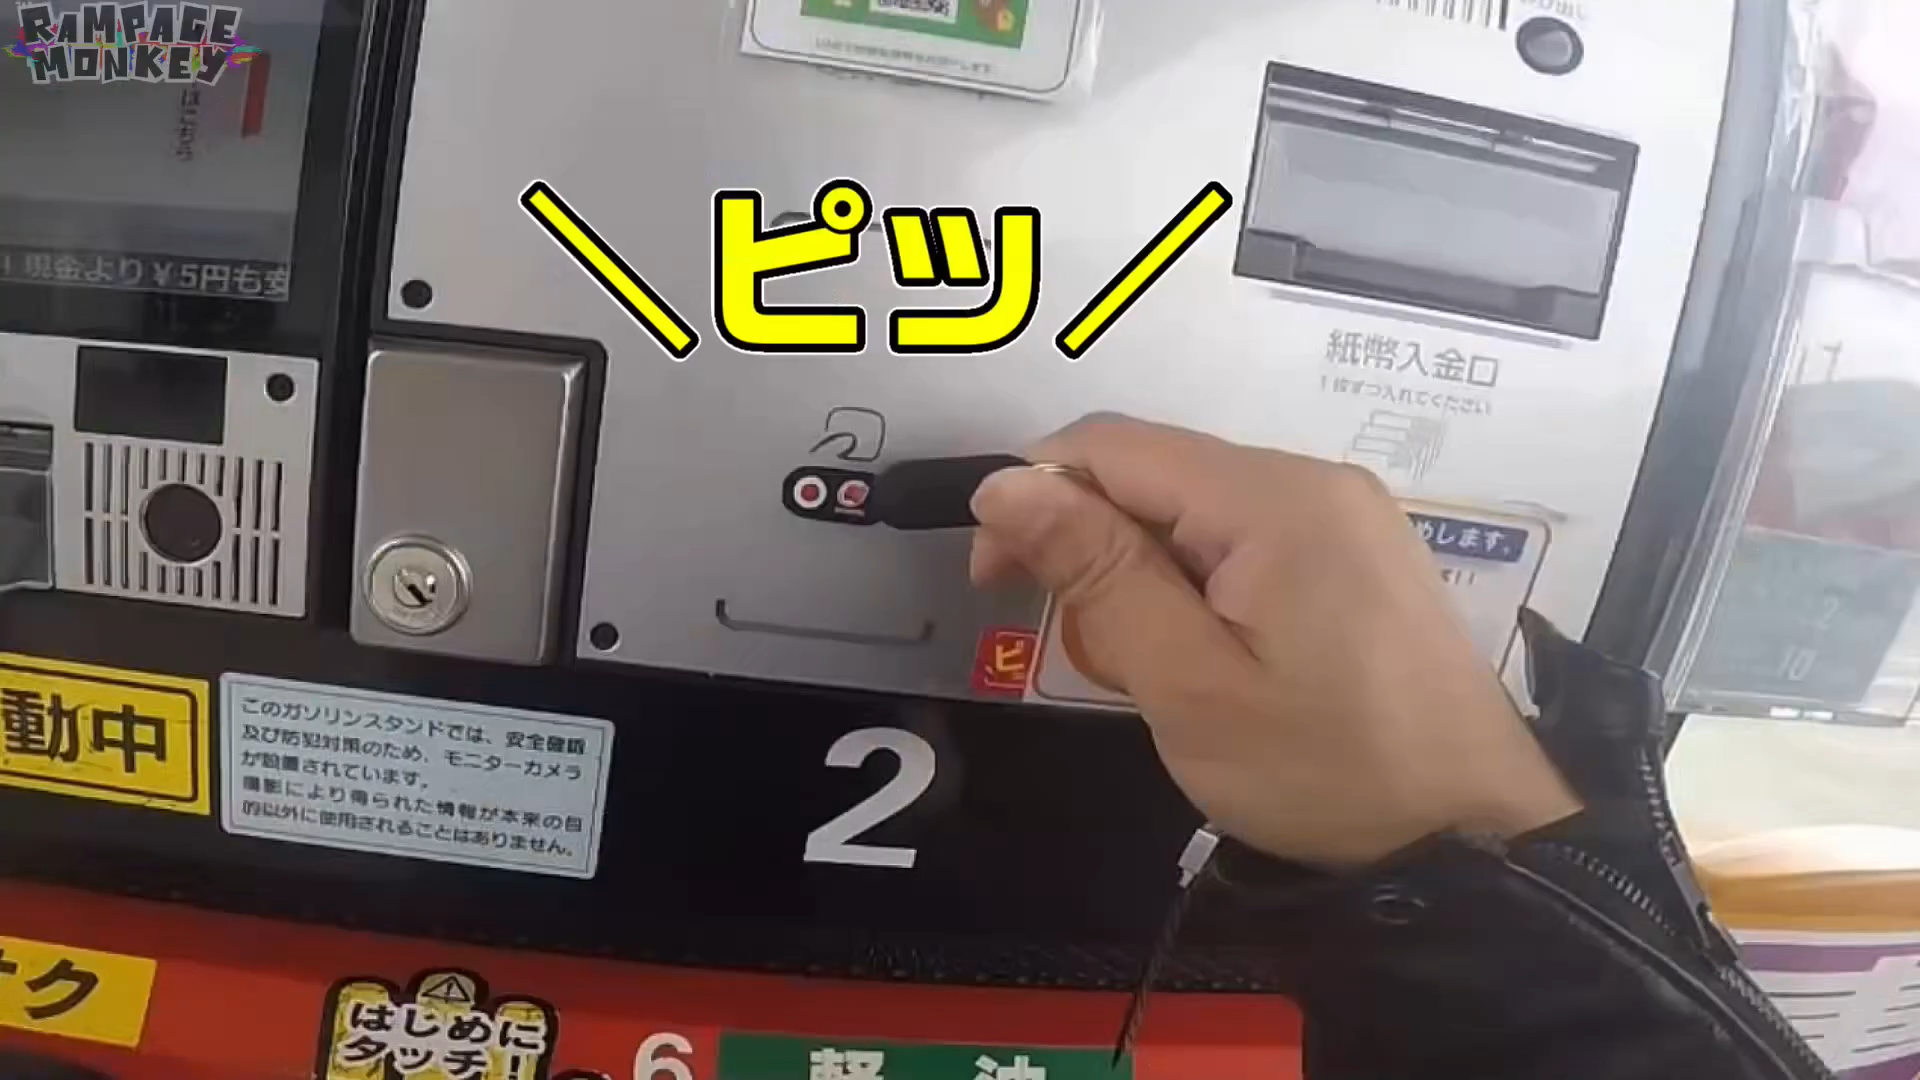 RAMPAGE
MONKEY
現金より¥5円も安
\ピッ/
紙幣入金口
1枚ずつ入れてください
めします。
ピ
動中
このガソリンスタンドでは、安全確認
及び防犯対策のため、モニターカメラ
が設置されています。
撮影により得られた情報が本来の目
的以外に使用されることはありません。
2
オク
はじめに
タッチ!
6
軽油
2
10